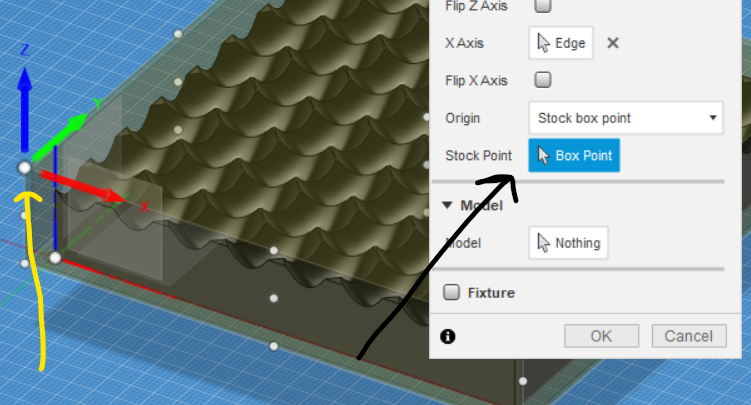 Flip Z Axis
X Axis Edge
Flip X Axis
Origin Stock box point
Stock Point Box Point
Model
Model Nothing
Fixture
OK Cancel
Z
Y
X